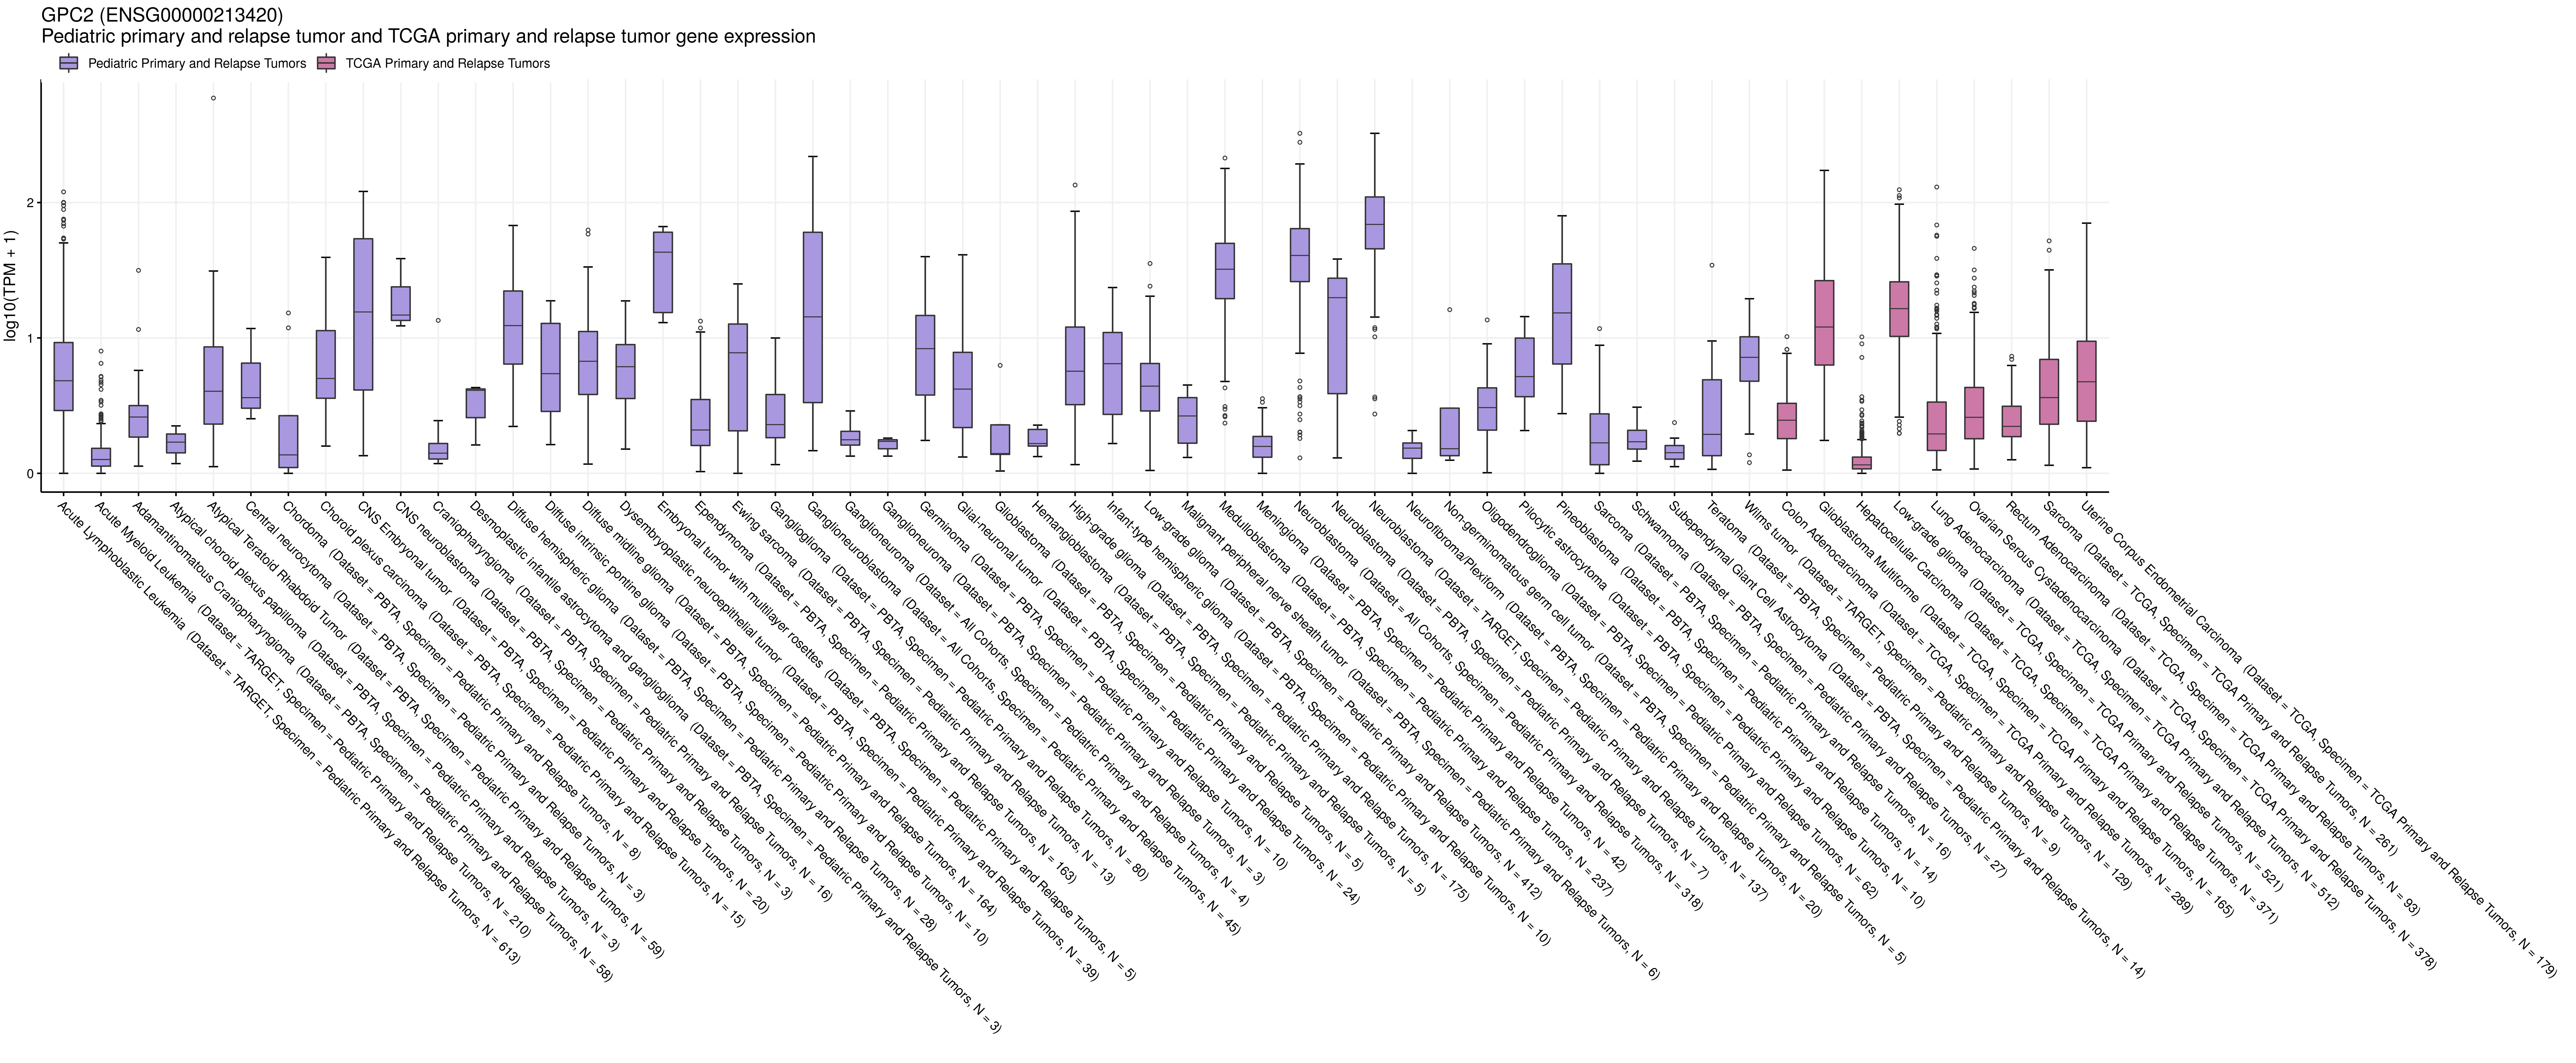 GPC2 (ENSG00000213420)
Pediatric primary and relapse tumor and TCGA primary and relapse tumor gene expression
Pediatric Primary and Relapse Tumors
TCGA Primary and Relapse Tumors
log10(TPM + 1)
2
1
0
Acute Lymphoblastic Leukemia (Dataset = TARGET, Specimen = Pediatric Primary and Relapse Tumors, N = 613)
Acute Myeloid Leukemia (Dataset = TARGET, Specimen = Pediatric Primary and Relapse Tumors, N = 210)
Adamantinomatous Craniopharyngioma (Dataset = PBTA, Specimen = Pediatric Primary and Relapse Tumors, N = 58)
Atypical choroid plexus papilloma (Dataset = PBTA, Specimen = Pediatric Primary and Relapse Tumors, N = 3)
Atypical Teratoid Rhabdoid Tumor (Dataset = PBTA, Specimen = Pediatric Primary and Relapse Tumors, N = 59)
Central neurocytoma (Dataset = PBTA, Specimen = Pediatric Primary and Relapse Tumors, N = 3)
Chordoma (Dataset = PBTA, Specimen = Pediatric Primary and Relapse Tumors, N = 8)
Choroid plexus carcinoma (Dataset = PBTA, Specimen = Pediatric Primary and Relapse Tumors, N = 15)
CNS Embryonal tumor (Dataset = PBTA, Specimen = Pediatric Primary and Relapse Tumors, N = 20)
CNS neuroblastoma (Dataset = PBTA, Specimen = Pediatric Primary and Relapse Tumors, N = 3)
Craniopharyngioma (Dataset = PBTA, Specimen = Pediatric Primary and Relapse Tumors, N = 16)
Desmoplastic infantile astrocytoma and ganglioglioma (Dataset = PBTA, Specimen = Pediatric Primary and Relapse Tumors, N = 3)
Diffuse hemispheric glioma (Dataset = PBTA, Specimen = Pediatric Primary and Relapse Tumors, N = 28)
Diffuse intrinsic pontine glioma (Dataset = PBTA, Specimen = Pediatric Primary and Relapse Tumors, N = 10)
Diffuse midline glioma (Dataset = PBTA, Specimen = Pediatric Primary and Relapse Tumors, N = 164)
Dysembryoplastic neuroepithelial tumor (Dataset = PBTA, Specimen = Pediatric Primary and Relapse Tumors, N = 39)
Embryonal tumor with multilayer rosettes (Dataset = PBTA, Specimen = Pediatric Primary and Relapse Tumors, N = 5)
Ependymoma (Dataset = PBTA, Specimen = Pediatric Primary and Relapse Tumors, N = 163)
Ewing sarcoma (Dataset = PBTA, Specimen = Pediatric Primary and Relapse Tumors, N = 13)
Ganglioglioma (Dataset = PBTA, Specimen = Pediatric Primary and Relapse Tumors, N = 80)
Ganglioneuroblastoma (Dataset = All Cohorts, Specimen = Pediatric Primary and Relapse Tumors, N = 45)
Ganglioneuroma (Dataset = All Cohorts, Specimen = Pediatric Primary and Relapse Tumors, N = 4)
Ganglioneuroma (Dataset = PBTA, Specimen = Pediatric Primary and Relapse Tumors, N = 3)
Germinoma (Dataset = PBTA, Specimen = Pediatric Primary and Relapse Tumors, N = 10)
Glial-neuronal tumor (Dataset = PBTA, Specimen = Pediatric Primary and Relapse Tumors, N = 24)
Glioblastoma (Dataset = PBTA, Specimen = Pediatric Primary and Relapse Tumors, N = 5)
Hemangioblastoma (Dataset = PBTA, Specimen = Pediatric Primary and Relapse Tumors, N = 5)
High-grade glioma (Dataset = PBTA, Specimen = Pediatric Primary and Relapse Tumors, N = 175)
Infant-type hemispheric glioma (Dataset = PBTA, Specimen = Pediatric Primary and Relapse Tumors, N = 10)
Low-grade glioma (Dataset = PBTA, Specimen = Pediatric Primary and Relapse Tumors, N = 412)
Malignant peripheral nerve sheath tumor (Dataset = PBTA, Specimen = Pediatric Primary and Relapse Tumors, N = 6)
Medulloblastoma (Dataset = PBTA, Specimen = Pediatric Primary and Relapse Tumors, N = 237)
Meningioma (Dataset = PBTA, Specimen = Pediatric Primary and Relapse Tumors, N = 42)
Neuroblastoma (Dataset = All Cohorts, Specimen = Pediatric Primary and Relapse Tumors, N = 318)
Neuroblastoma (Dataset = PBTA, Specimen = Pediatric Primary and Relapse Tumors, N = 7)
Neuroblastoma (Dataset = TARGET, Specimen = Pediatric Primary and Relapse Tumors, N = 137)
Neurofibroma/Plexiform (Dataset = PBTA, Specimen = Pediatric Primary and Relapse Tumors, N = 20)
Non-germinomatous germ cell tumor (Dataset = PBTA, Specimen = Pediatric Primary and Relapse Tumors, N = 5)
Oligodendroglioma (Dataset = PBTA, Specimen = Pediatric Primary and Relapse Tumors, N = 62)
Pilocytic astrocytoma (Dataset = PBTA, Specimen = Pediatric Primary and Relapse Tumors, N = 10)
Pineoblastoma (Dataset = PBTA, Specimen = Pediatric Primary and Relapse Tumors, N = 14)
Sarcoma (Dataset = PBTA, Specimen = Pediatric Primary and Relapse Tumors, N = 16)
Schwannoma (Dataset = PBTA, Specimen = Pediatric Primary and Relapse Tumors, N = 27)
Subependymal Giant Cell Astrocytoma (Dataset = PBTA, Specimen = Pediatric Primary and Relapse Tumors, N = 14)
Teratoma (Dataset = PBTA, Specimen = Pediatric Primary and Relapse Tumors, N = 9)
Wilms tumor (Dataset = TARGET, Specimen = Pediatric Primary and Relapse Tumors, N = 129)
Colon Adenocarcinoma (Dataset = TCGA, Specimen = TCGA Primary and Relapse Tumors, N = 289)
Glioblastoma Multiforme (Dataset = TCGA, Specimen = TCGA Primary and Relapse Tumors, N = 165)
Hepatocellular Carcinoma (Dataset = TCGA, Specimen = TCGA Primary and Relapse Tumors, N = 371)
Low-grade glioma (Dataset = TCGA, Specimen = TCGA Primary and Relapse Tumors, N = 521)
Lung Adenocarcinoma (Dataset = TCGA, Specimen = TCGA Primary and Relapse Tumors, N = 512)
Ovarian Serous Cystadenocarcinoma (Dataset = TCGA, Specimen = TCGA Primary and Relapse Tumors, N = 378)
Rectum Adenocarcinoma (Dataset = TCGA, Specimen = TCGA Primary and Relapse Tumors, N = 93)
Sarcoma (Dataset = TCGA, Specimen = TCGA Primary and Relapse Tumors, N = 261)
Uterine Corpus Endometrial Carcinoma (Dataset = TCGA, Specimen = TCGA Primary and Relapse Tumors, N = 179)